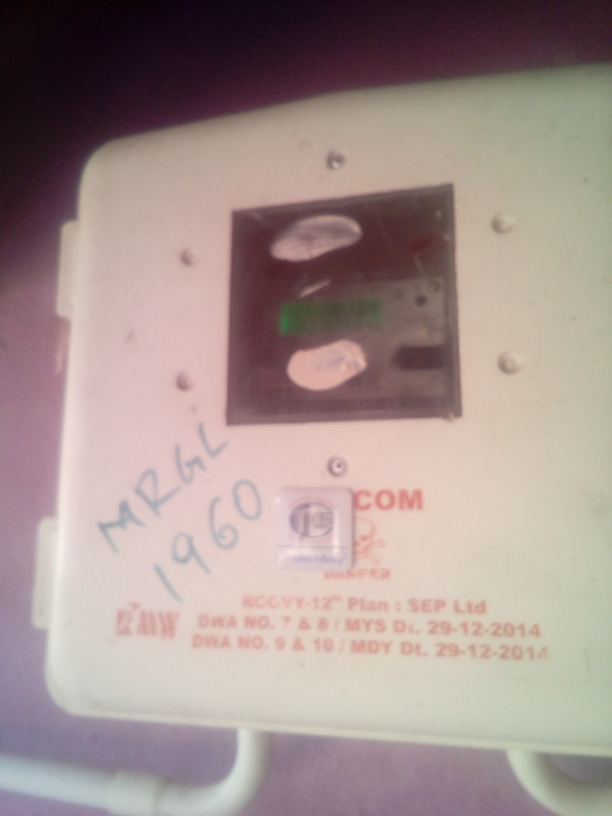 MRGL
1960
COM
DANGER
RGGVY-12th Plan : SEP Ltd
DWA NO. 7 & 8 / MYS Dt. 29-12-2014
DWA NO. 9 & 10 / MDY Dt. 29-12-2014